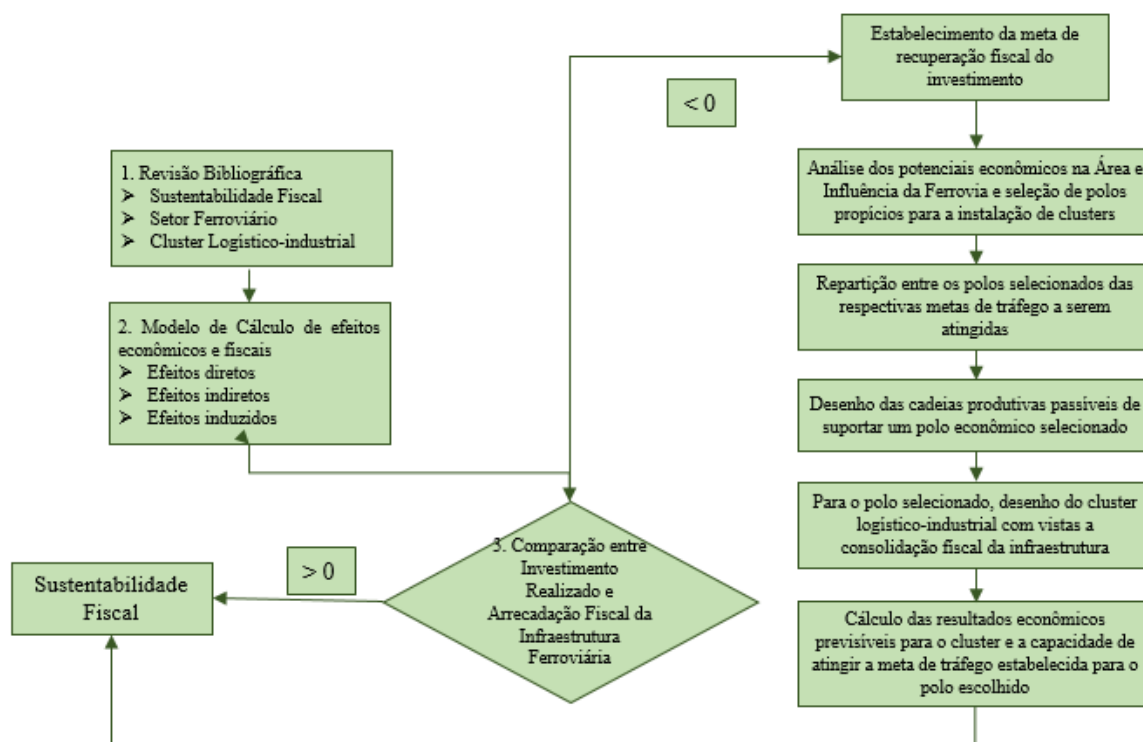 1. Revisão Bibliográfica
➢ Sustentabilidade Fiscal
➢ Setor Ferroviário
➢ Cluster Logístico-industrial
2. Modelo de Cálculo de efeitos
econômicos e fiscais
➢ Efeitos diretos
➢ Efeitos indiretos
➢ Efeitos induzidos
3. Comparação entre
Investimento
Realizado e
Arrecadação Fiscal da
Infraestrutura
Ferroviária
> 0
Sustentabilidade
Fiscal
< 0
Estabelecimento da meta de
recuperação fiscal do
investimento
Análise dos potenciais econômicos na Área e
Influência da Ferrovia e seleção de polos
propícios para a instalação de clusters
Repartição entre os polos selecionados das
respectivas metas de tráfego a serem
atingidas
Desenho das cadeias produtivas passíveis de
suportar um polo econômico selecionado
Para o polo selecionado, desenho do cluster
logístico-industrial com vistas a
consolidação fiscal da infraestrutura
Cálculo das resultados econômicos
previsíveis para o cluster e a capacidade de
atingir a meta de tráfego estabelecida para o
polo escolhido